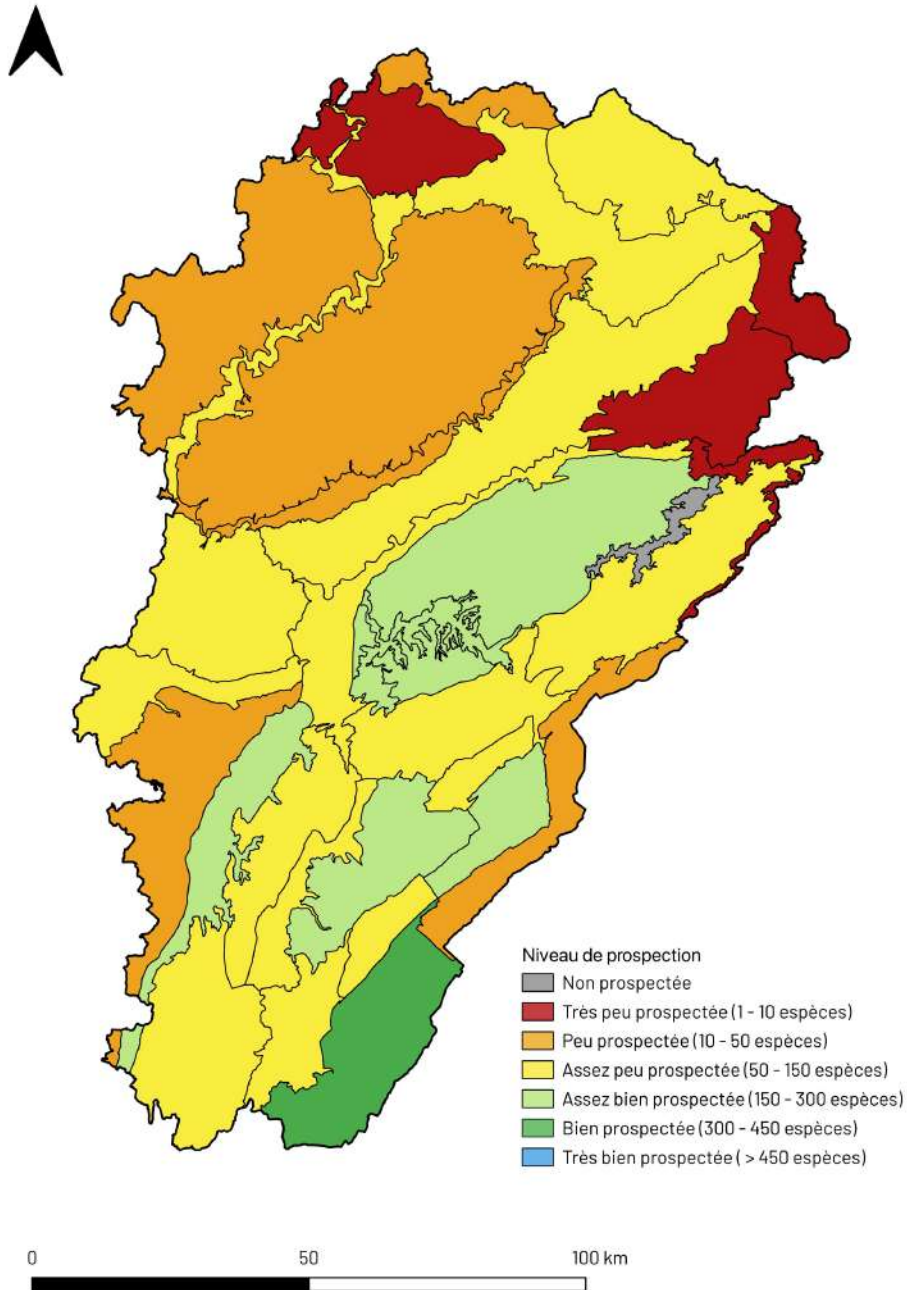 Niveau de prospection
Non prospectée
Très peu prospectée (1 - 10 espèces)
Peu prospectée (10 - 50 espèces)
Assez peu prospectée (50 - 150 espèces)
Assez bien prospectée (150 - 300 espèces)
Bien prospectée (300 - 450 espèces)
Très bien prospectée ( > 450 espèces)
0 50 100 km